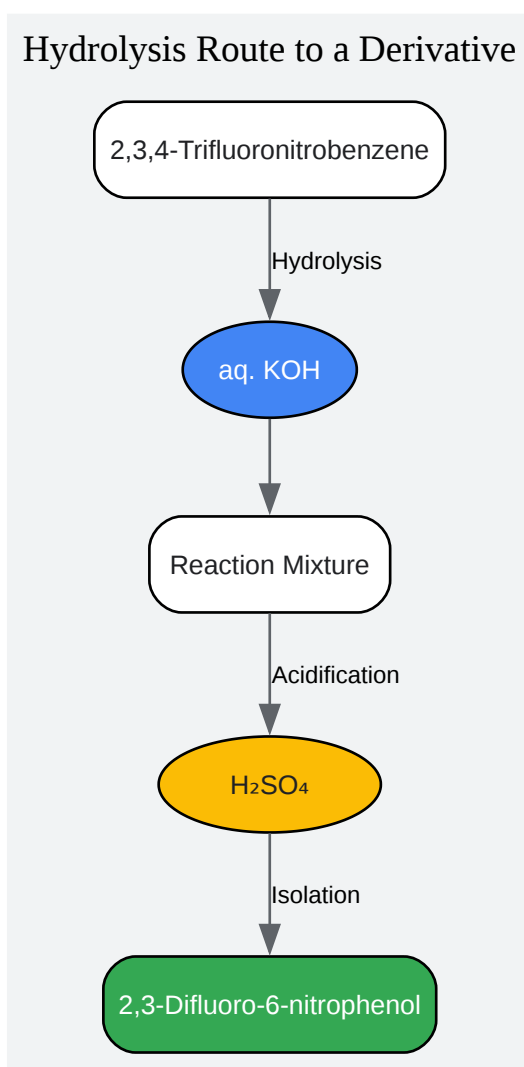 Hydrolysis Route to a Derivative
2,3,4-Trifluoronitrobenzene
Hydrolysis
aq. KOH
Reaction Mixture
Acidification
H₂SO₄
Isolation
2,3-Difluoro-6-nitrophenol